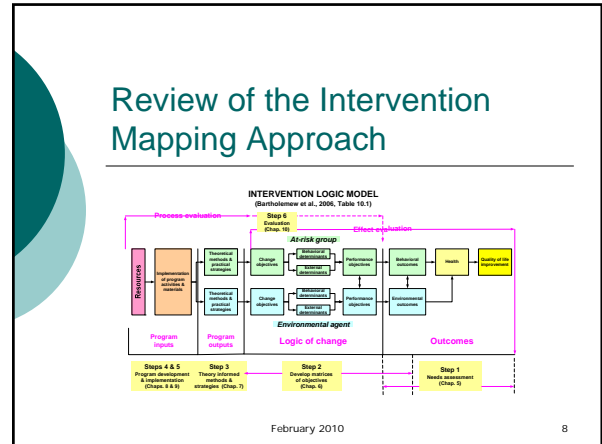 Review of the Intervention
Mapping Approach
INTERVENTION LOGIC MODEL
(Bartholemew et al., 2006, Table 10.1)
Process evaluation
Step 6
Evaluation
(Chap. 10)
Effect evaluation
At-risk group
Resources
Implementation
of program
activities &
materials
Theoretical
methods &
practical
strategies
Change
objectives
Behavioral
determinants
External
determinants
Performance
objectives
Behavioral
outcomes
Health
Quality of life
improvement
Theoretical
methods &
practical
strategies
Change
objectives
Behavioral
determinants
External
determinants
Performance
objectives
Environmental
outcomes
Environmental agent
Program
inputs
Program
outputs
Logic of change
Outcomes
Steps 4 & 5
Program development
& implementation
(Chaps. 8 & 9)
Step 3
Theory informed
methods &
strategies (Chap. 7)
Step 2
Develop matrices
of objectives
(Chap. 6)
Step 1
Needs assessment
(Chap. 5)
February 2010
8